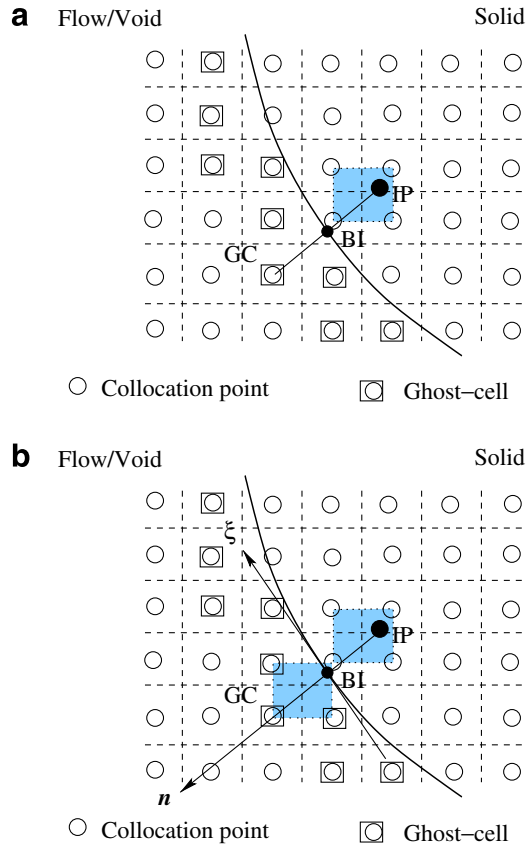 a Flow/Void Solid
IP
BI
GC
Collocation point Ghost–cell
b Flow/Void Solid
ξ
IP
BI
GC
n
Collocation point Ghost–cell